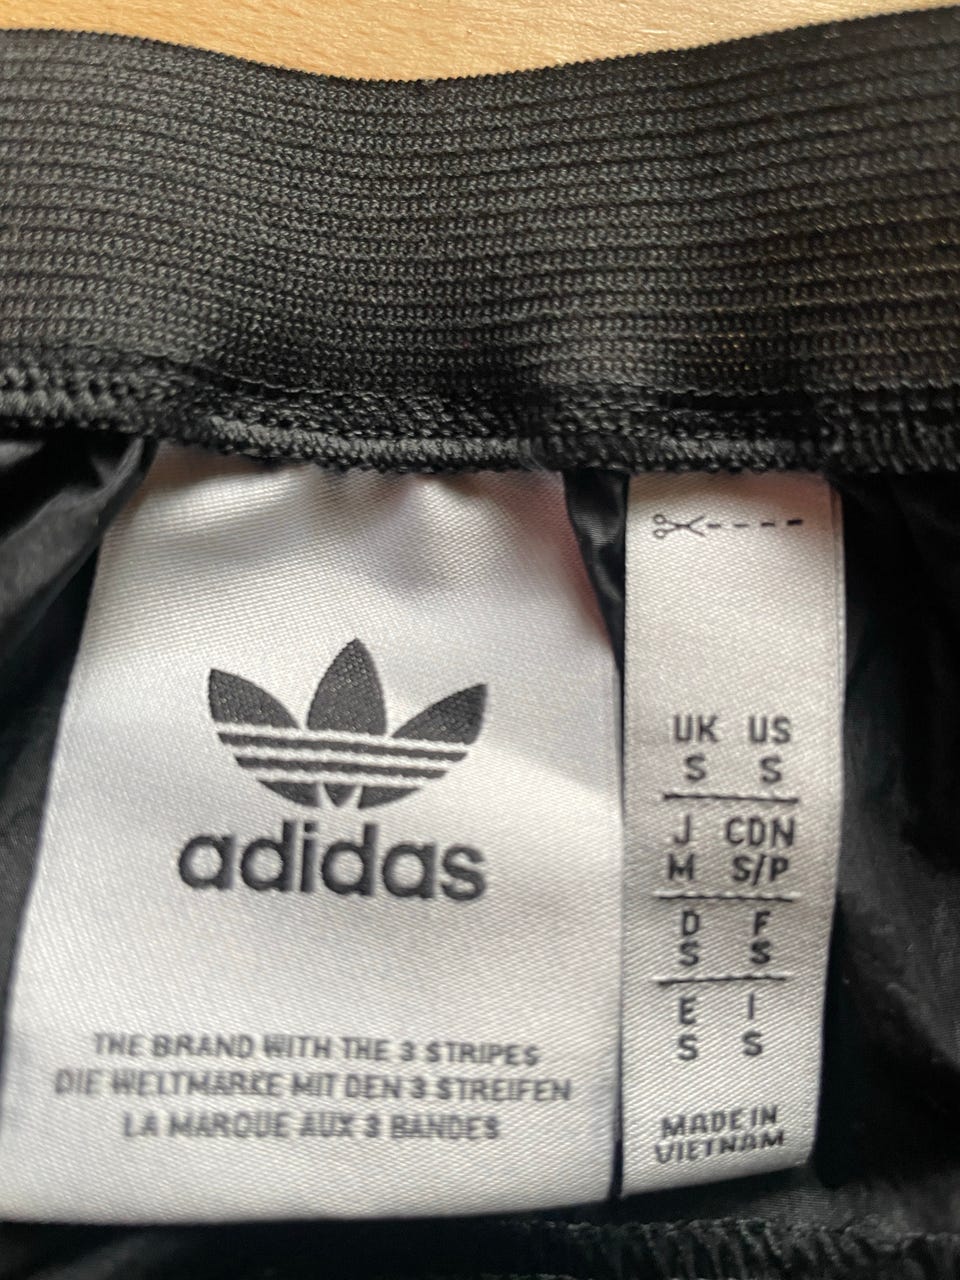 adidas
THE BRAND WITH THE 3 STRIPES
DIE WELTMARKE MIT DEN 3 STREIFEN
LA MARQUE AUX 3 BANDES
UK US
S S
J CDN
M S/P
D F
S S
E I
S S
MADE IN
VIETNAM